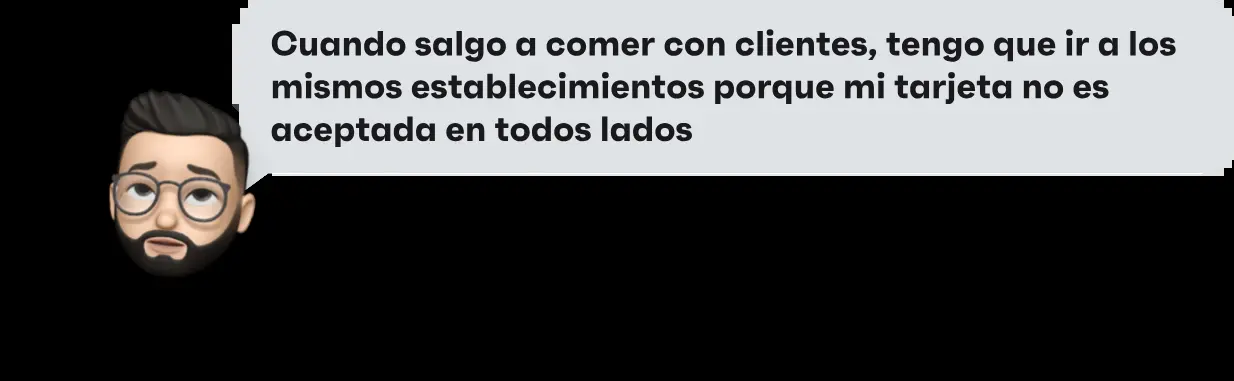 Cuando salgo a comer con clientes, tengo que ir a los
mismos establecimientos porque mi tarjeta no es
aceptada en todos lados